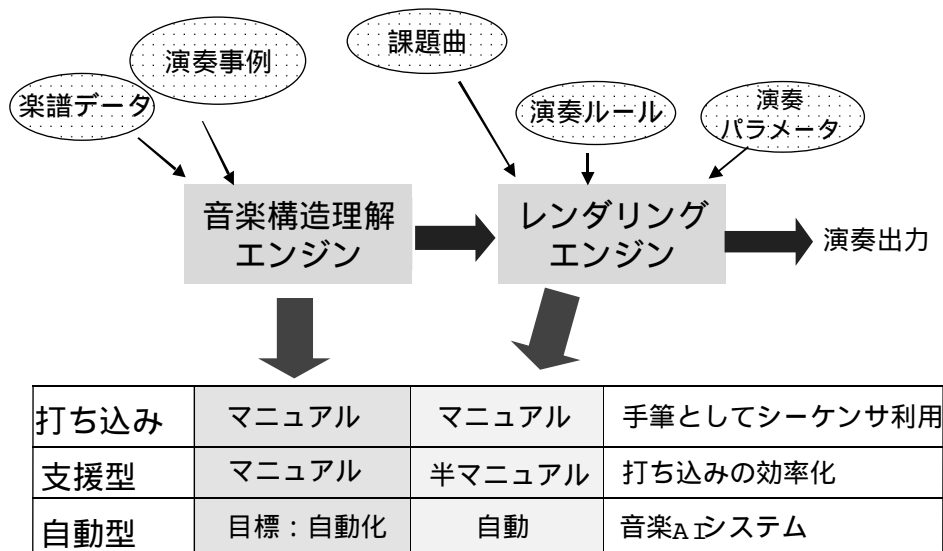 課題曲
演奏事例
楽譜データ
演奏ルール
演奏
パラメータ
音楽構造理解
エンジン
レンダリング
エンジン
演奏出力
打ち込み マニュアル マニュアル 手筆としてシーケンサ利用
支援型 マニュアル 半マニュアル 打ち込みの効率化
自動型 目標：自動化 自動 音楽AIシステム